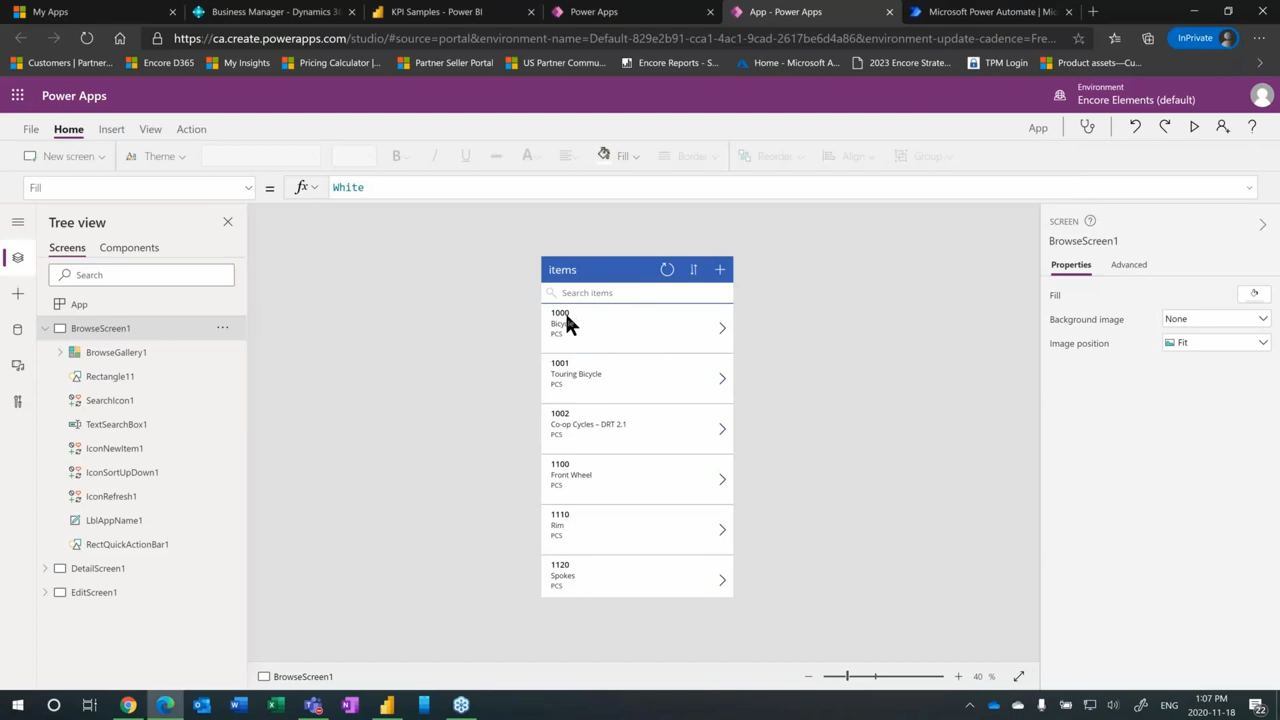 My Apps
Business Manager - Dynamics 36
KPI Samples - Power BI
Power Apps
App - Power Apps
Microsoft Power Automate | Mic
https://ca.create.powerapps.com/studio/#source=portal&environment-name=Default-829e2b91-cca1-4ac1-9cad-2617be6d4a86&environment-update-cadence=Fre...
InPrivate
Customers | Partner...
Encore D365
My Insights
Pricing Calculator |...
Partner Seller Portal
US Partner Commu...
Encore Reports - S...
Home - Microsoft A...
2023 Encore Strate...
TPM Login
Product assets—Cu...
Power Apps
Environment
Encore Elements (default)
File Home Insert View Action
App
New screen
Theme
B
I
U
A
Fill
Border
Reorder
Align
Group
Fill
=
fx
White
Tree view
Screens
Components
Search
App
BrowseScreen1
BrowseGallery1
Rectangle11
SearchIcon1
TextSearchBox1
IconNewItem1
IconSortUpDown1
IconRefresh1
LblAppName1
RectQuickActionBar1
DetailScreen1
EditScreen1
items
Search items
1000
PCS
1001
Touring Bicycle
PCS
1002
Co-op Cycles – DRT 2.1
PCS
1100
Front Wheel
PCS
1110
Rim
PCS
1120
Spokes
PCS
SCREEN
BrowseScreen1
Properties
Advanced
Fill
Background image
None
Image position
Fit
BrowseScreen1
40 %
ENG
1:07 PM
2020-11-18
22